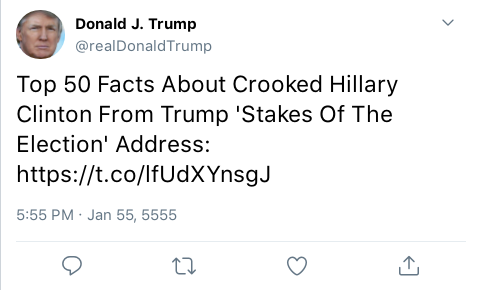 Donald J. Trump
@realDonaldTrump
Top 50 Facts About Crooked Hillary
Clinton From Trump 'Stakes Of The
Election' Address:
https://t.co/lfUdXYnsgJ
5:55 PM · Jan 55, 5555